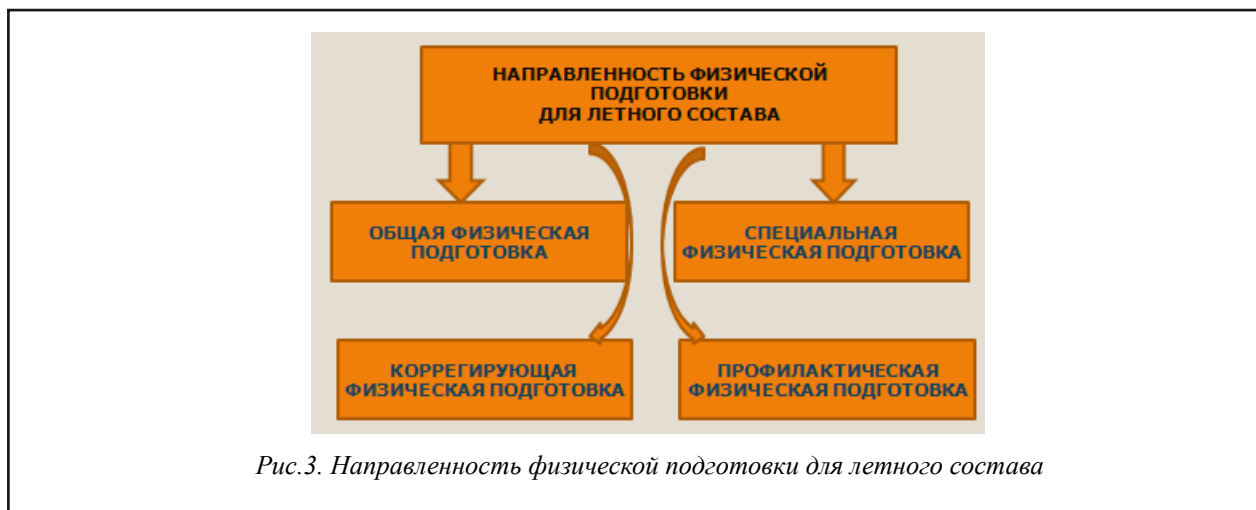 НАПРАВЛЕННОСТЬ ФИЗИЧЕСКОЙ
ПОДГОТОВКИ
ДЛЯ ЛЕТНОГО СОСТАВА
ОБЩАЯ ФИЗИЧЕСКАЯ
ПОДГОТОВКА
СПЕЦИАЛЬНАЯ
ФИЗИЧЕСКАЯ ПОДГОТОВКА
КОРРЕГИРУЮЩАЯ
ФИЗИЧЕСКАЯ ПОДГОТОВКА
ПРОФИЛАКТИЧЕСКАЯ
ФИЗИЧЕСКАЯ ПОДГОТОВКА
Рис.3. Направленность физической подготовки для летного состава